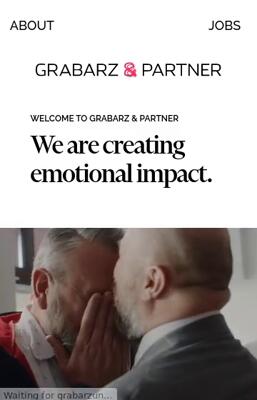 ABOUT JOBS
GRABARZ & PARTNER
WELCOME TO GRABARZ & PARTNER
We are creating
emotional impact.
Waiting for grabarzun...